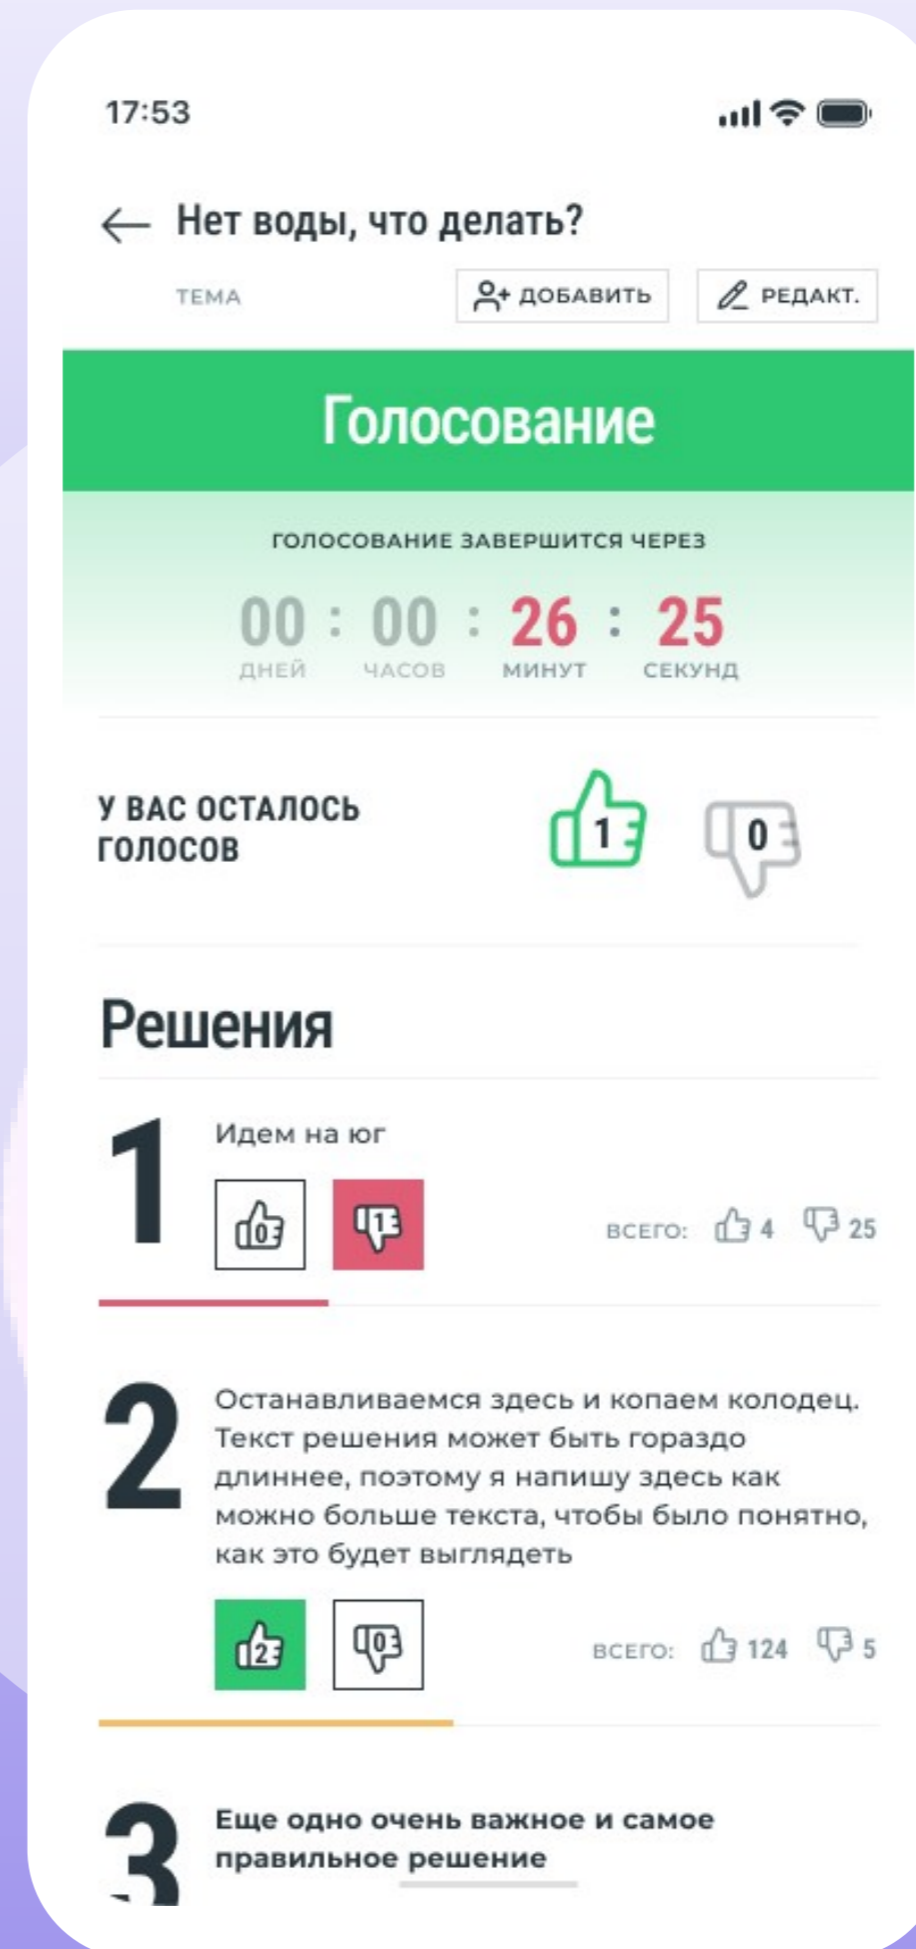 17:53
Нет воды, что делать?
ТЕМА ДОБАВИТЬ РЕДАКТ.
Голосование
ГОЛОСОВАНИЕ ЗАВЕРШИТСЯ ЧЕРЕЗ
00 : 00 : 26 : 25
ДНЕЙ ЧАСОВ МИНУТ СЕКУНД
У ВАС ОСТАЛОСЬ
ГОЛОСОВ
1 0
Решения
1
Идем на юг
0 1 ВСЕГО: 4 25
2
Останавливаемся здесь и копаем колодец.
Текст решения может быть гораздо
длиннее, поэтому я напишу здесь как
можно больше текста, чтобы было понятно,
как это будет выглядеть
2 0 ВСЕГО: 124 5
3
Еще одно очень важное и самое
правильное решение